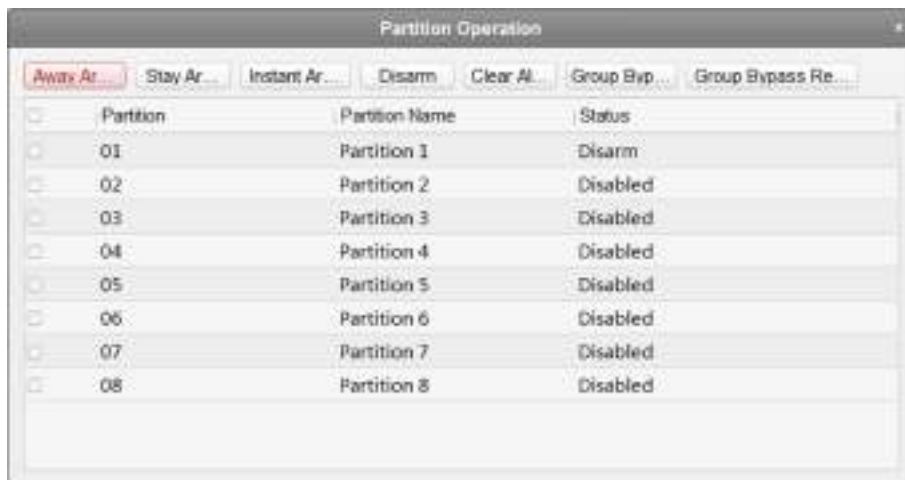 Partition Operation
Away Ar... Stay Ar... Instant Ar... Disarm Clear Al... Group Byp... Group Bypass Re...
Partition Partition Name Status
01 Partition 1 Disarm
02 Partition 2 Disabled
03 Partition 3 Disabled
04 Partition 4 Disabled
05 Partition 5 Disabled
06 Partition 6 Disabled
07 Partition 7 Disabled
08 Partition 8 Disabled